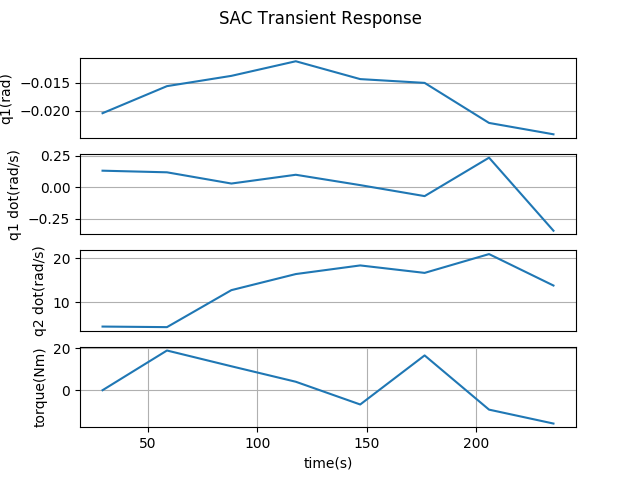 SAC Transient Response
q1(rad)
−0.015
−0.020
q1 dot(rad/s)
0.25
0.00
−0.25
q2 dot(rad/s)
20
10
torque(Nm)
20
0
50 100 150 200
time(s)